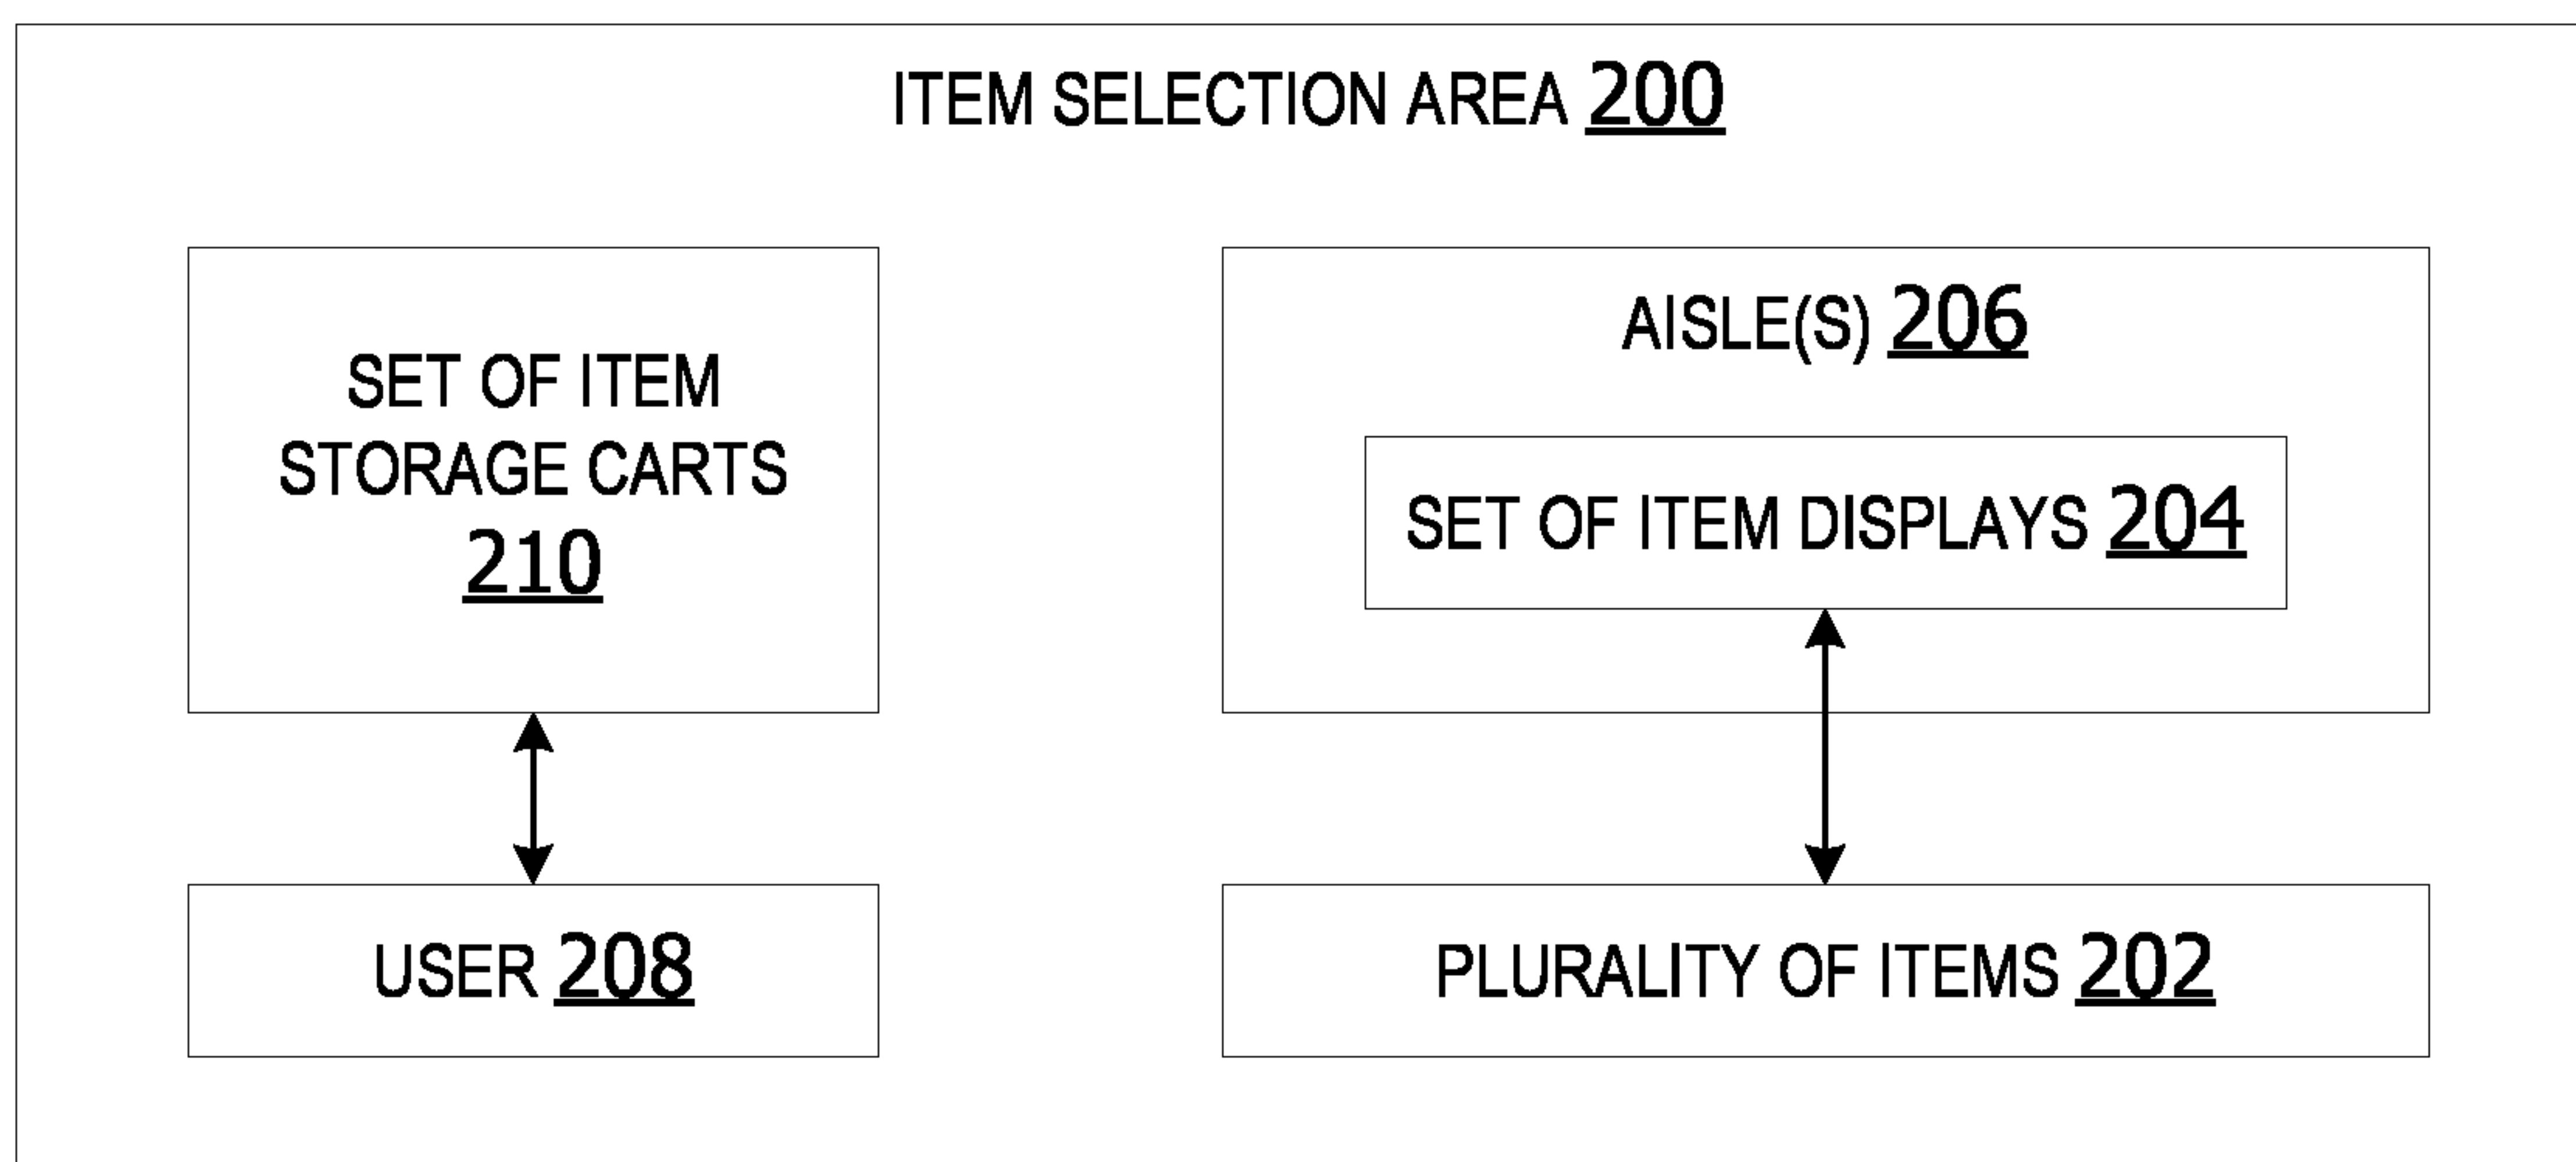 ITEM SELECTION AREA 200
SET OF ITEM
STORAGE CARTS
210
AISLE(S) 206
SET OF ITEM DISPLAYS 204
USER 208
PLURALITY OF ITEMS 202